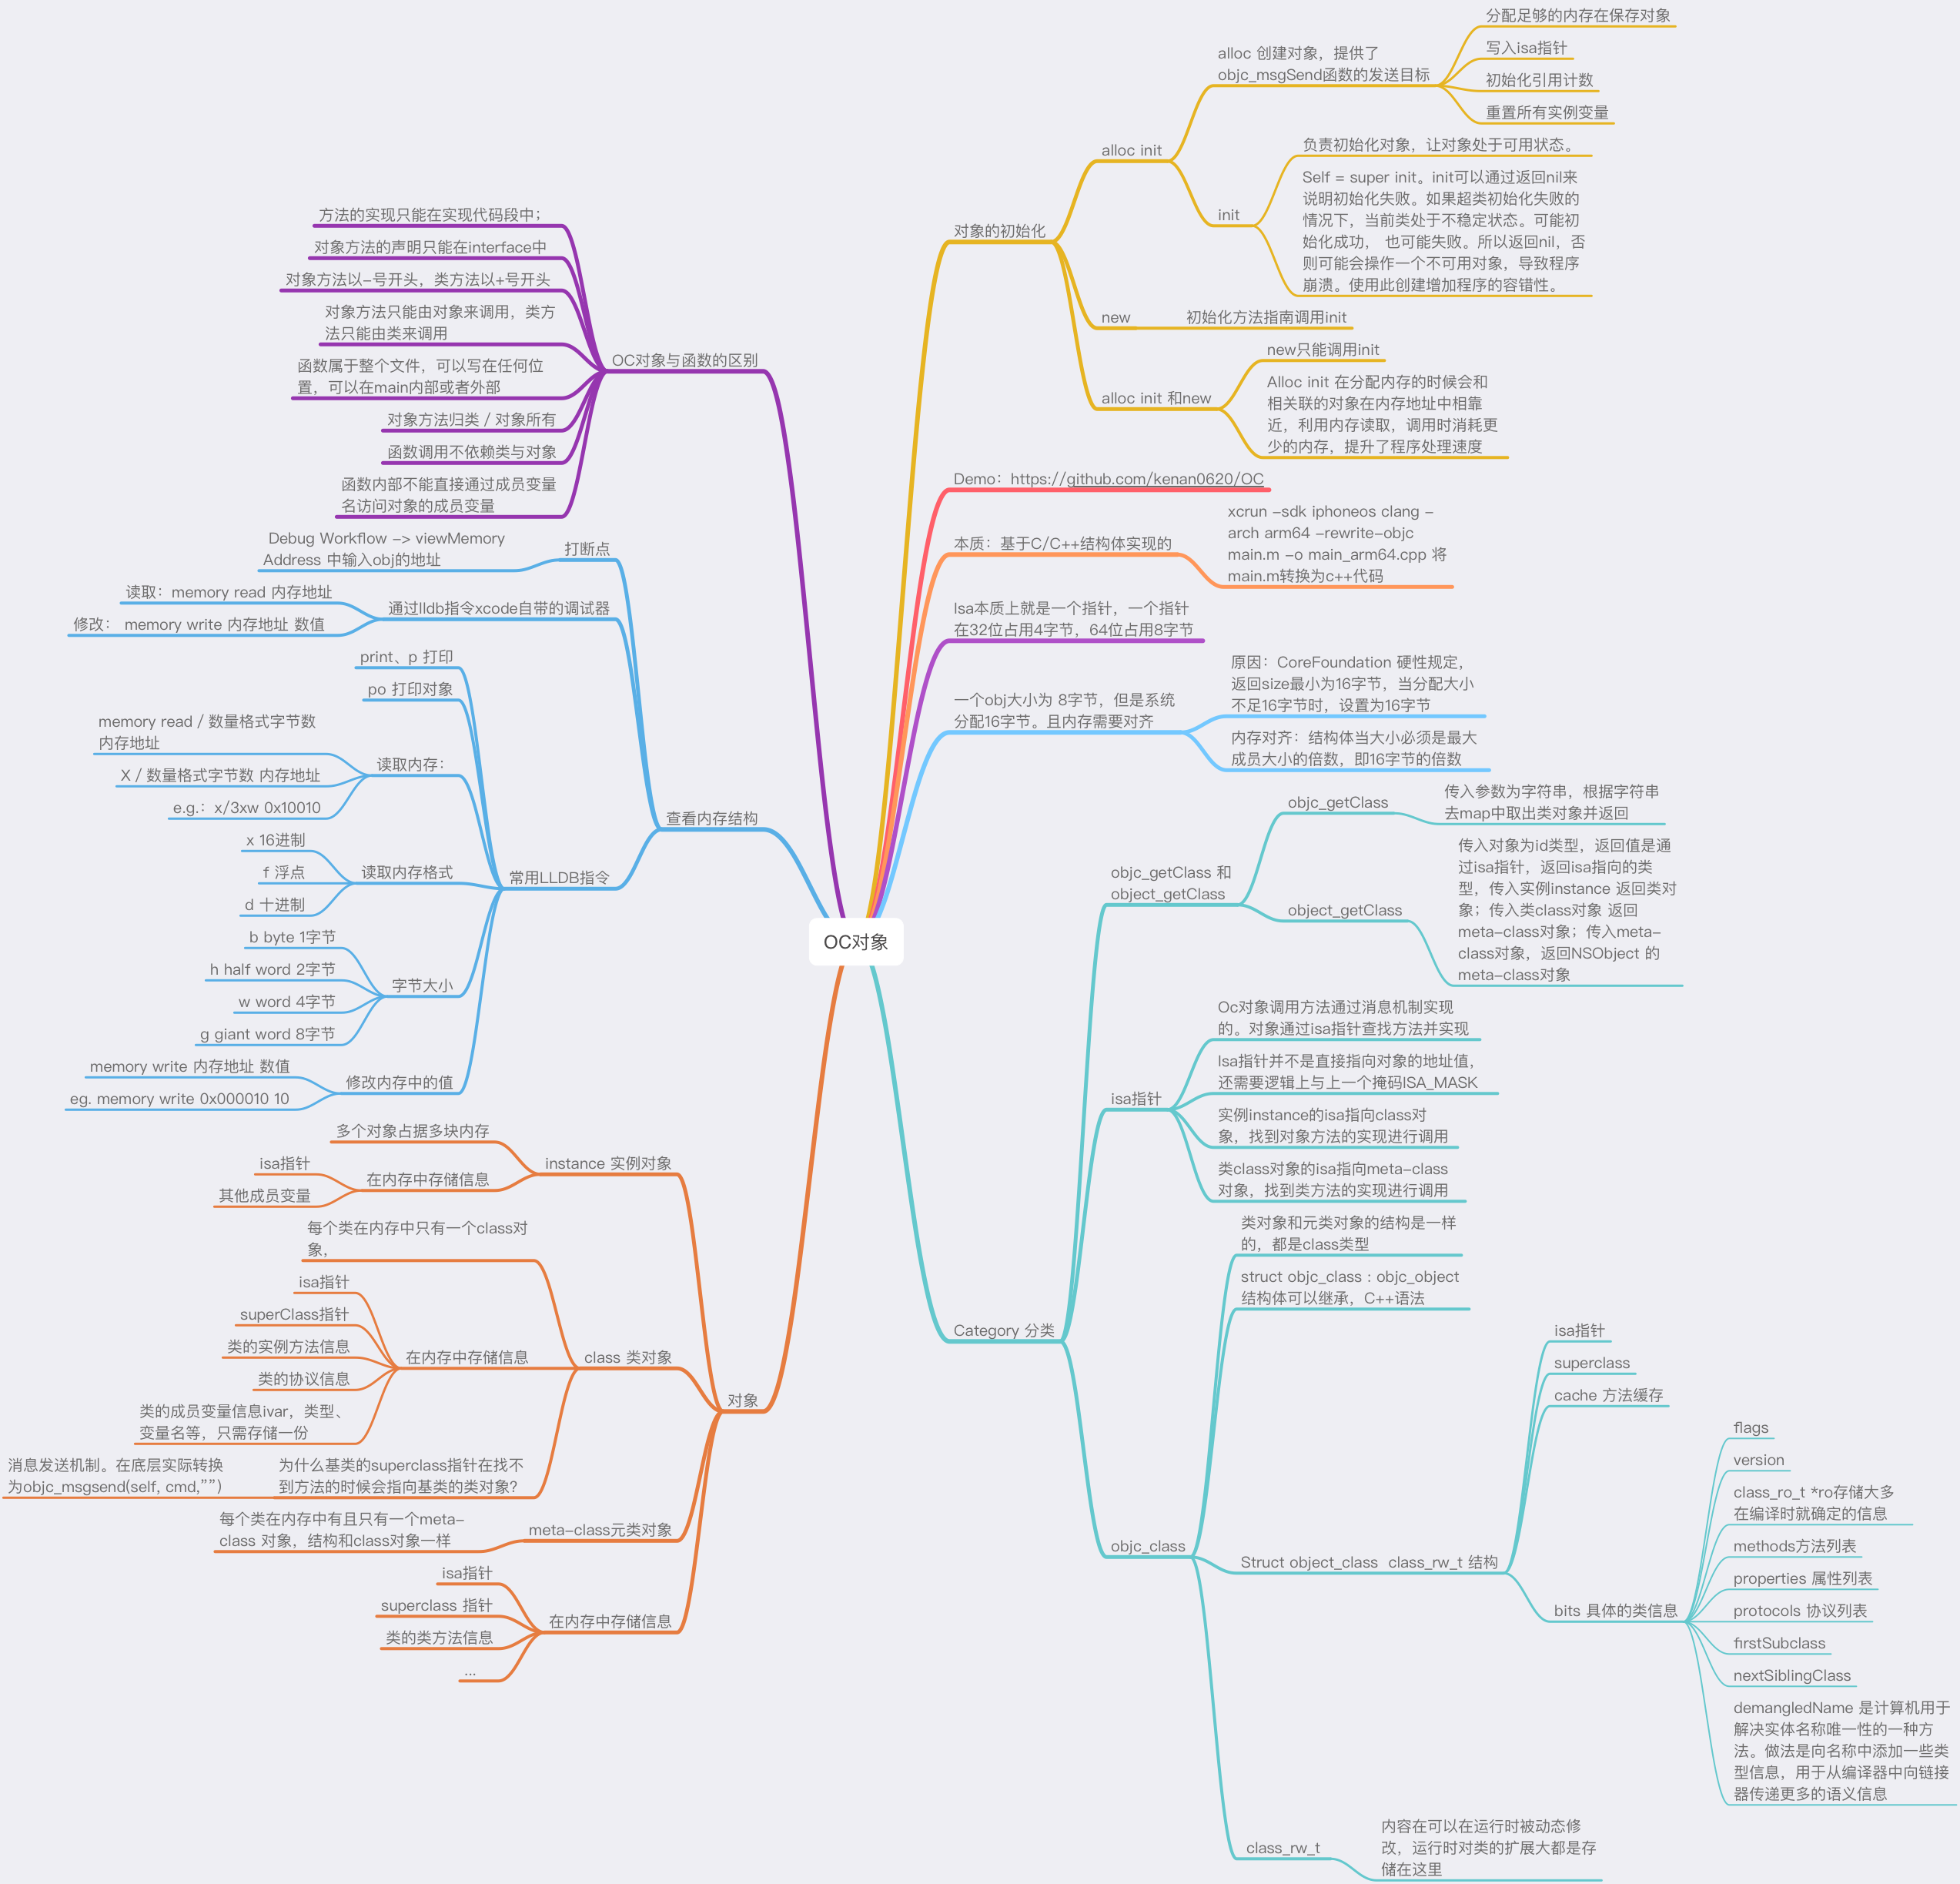 OC对象
对象的初始化
alloc init
alloc 创建对象，提供了
objc_msgSend函数的发送目标
分配足够的内存在保存对象
写入isa指针
初始化引用计数
重置所有实例变量
init
负责初始化对象，让对象处于可用状态。
Self = super init。init可以通过返回nil来
说明初始化失败。如果超类初始化失败的
情况下，当前类处于不稳定状态。可能初
始化成功， 也可能失败。所以返回nil，否
则可能会操作一个不可用对象，导致程序
崩溃。使用此创建增加程序的容错性。
new
初始化方法指南调用init
alloc init 和new
new只能调用init
Alloc init 在分配内存的时候会和
相关联的对象在内存地址中相靠
近，利用内存读取，调用时消耗更
少的内存，提升了程序处理速度
Demo：https://github.com/kenan0620/OC
本质：基于C/C++结构体实现的
xcrun -sdk iphoneos clang -
arch arm64 -rewrite-objc
main.m -o main_arm64.cpp 将
main.m转换为c++代码
Isa本质上就是一个指针，一个指针
在32位占用4字节，64位占用8字节
一个obj大小为 8字节，但是系统
分配16字节。且内存需要对齐
原因：CoreFoundation 硬性规定，
返回size最小为16字节，当分配大小
不足16字节时，设置为16字节
内存对齐：结构体当大小必须是最大
成员大小的倍数，即16字节的倍数
Category 分类
objc_getClass 和
object_getClass
objc_getClass
传入参数为字符串，根据字符串
去map中取出类对象并返回
object_getClass
传入对象为id类型，返回值是通
过isa指针，返回isa指向的类
型，传入实例instance 返回类对
象；传入类class对象 返回
meta-class对象；传入meta-
class对象，返回NSObject 的
meta-class对象
isa指针
Oc对象调用方法通过消息机制实现
的。对象通过isa指针查找方法并实现
Isa指针并不是直接指向对象的地址值，
还需要逻辑上与上一个掩码ISA_MASK
实例instance的isa指向class对
象，找到对象方法的实现进行调用
类class对象的isa指向meta-class
对象，找到类方法的实现进行调用
objc_class
类对象和元类对象的结构是一样
的，都是class类型
struct objc_class : objc_object
结构体可以继承，C++语法
Struct object_class  class_rw_t 结构
isa指针
superclass
cache 方法缓存
bits 具体的类信息
flags
version
class_ro_t *ro存储大多
在编译时就确定的信息
methods方法列表
properties 属性列表
protocols 协议列表
firstSubclass
nextSiblingClass
demangledName 是计算机用于
解决实体名称唯一性的一种方
法。做法是向名称中添加一些类
型信息，用于从编译器中向链接
器传递更多的语义信息
class_rw_t
内容在可以在运行时被动态修
改，运行时对类的扩展大都是存
储在这里
OC对象与函数的区别
方法的实现只能在实现代码段中；
对象方法的声明只能在interface中
对象方法以-号开头，类方法以+号开头
对象方法只能由对象来调用，类方
法只能由类来调用
函数属于整个文件，可以写在任何位
置，可以在main内部或者外部
对象方法归类 / 对象所有
函数调用不依赖类与对象
函数内部不能直接通过成员变量
名访问对象的成员变量
查看内存结构
打断点
Debug Workflow -> viewMemory
Address 中输入obj的地址
通过lldb指令xcode自带的调试器
读取：memory read 内存地址
修改： memory write 内存地址 数值
常用LLDB指令
print、p 打印
po 打印对象
读取内存：
memory read / 数量格式字节数
内存地址
X / 数量格式字节数 内存地址
e.g.：x/3xw 0x10010
读取内存格式
x 16进制
f 浮点
d 十进制
字节大小
b byte 1字节
h half word 2字节
w word 4字节
g giant word 8字节
修改内存中的值
memory write 内存地址 数值
eg. memory write 0x000010 10
对象
instance 实例对象
多个对象占据多块内存
在内存中存储信息
isa指针
其他成员变量
class 类对象
每个类在内存中只有一个class对
象，
在内存中存储信息
isa指针
superClass指针
类的实例方法信息
类的协议信息
类的成员变量信息ivar，类型、
变量名等，只需存储一份
为什么基类的superclass指针在找不
到方法的时候会指向基类的类对象？
消息发送机制。在底层实际转换
为objc_msgsend(self, cmd,””)
meta-class元类对象
每个类在内存中有且只有一个meta-
class 对象，结构和class对象一样
在内存中存储信息
isa指针
superclass 指针
类的类方法信息
...